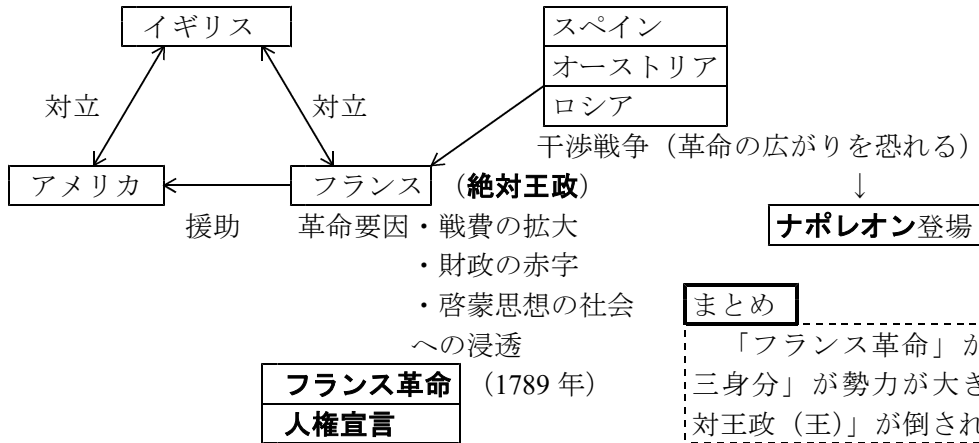 イギリス
スペイン
オーストリア
ロシア
対立
対立
干渉戦争（革命の広がりを恐れる）
アメリカ
フランス
（絶対王政）
↓
援助
革命要因・戦費の拡大
ナポレオン登場
・財政の赤字
・啓蒙思想の社会
への浸透
フランス革命
（1789 年）
人権宣言
まとめ
「フランス革命」が
三身分」が勢力が大き
対王政（王）」が倒され